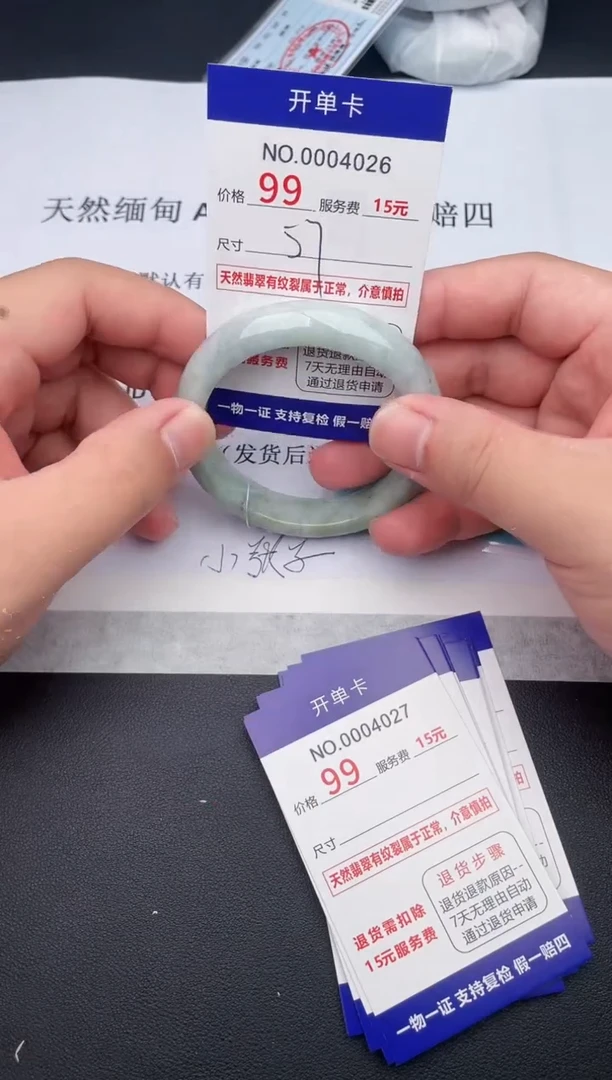 开单卡
NO.0004026
价格 99 服务费 15元
天然缅甸 A 赔四
尺寸 57
默认有
天然翡翠有纹裂属于正常，介意慎拍
服务费
退货退款
7天无理由自动
通过退货申请
一物一证 支持复检 假一赔
（发货后
小张子
开单卡
NO.0004027
价格 99 服务费 15元
尺寸
天然翡翠有纹裂属于正常，介意慎拍
退货需扣除
15元服务费
退货步骤
退货退款原因--
7天无理由自动
通过退货申请
一物一证 支持复检 假一赔四